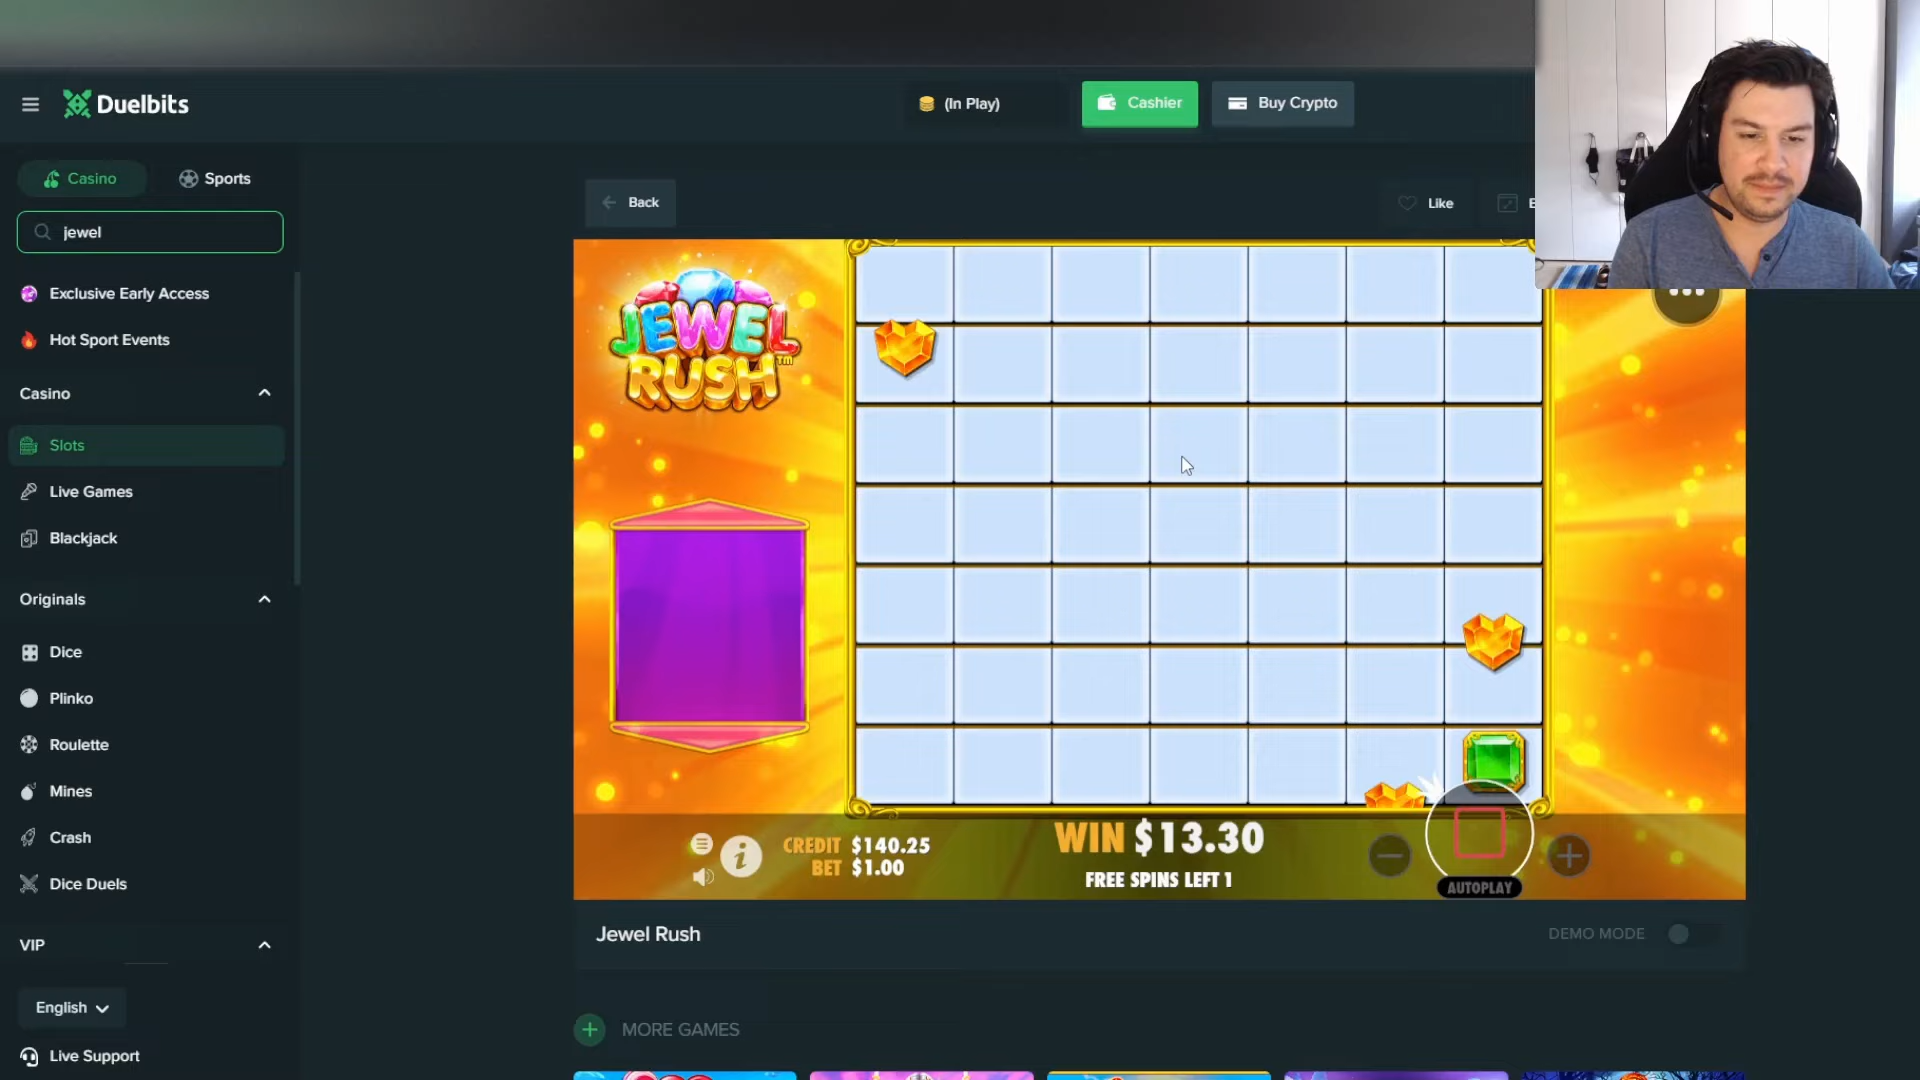 Duelbits
(In Play)
Cashier
Buy Crypto
Casino
Sports
jewel
Back
Like
Exclusive Early Access
Hot Sport Events
Casino
Slots
Live Games
Blackjack
Originals
Dice
Plinko
Roulette
Mines
Crash
Dice Duels
VIP
English
Live Support
JEWEL
RUSH™
CREDIT $140.25
BET $1.00
WIN $13.30
FREE SPINS LEFT 1
AUTOPLAY
Jewel Rush
DEMO MODE
MORE GAMES